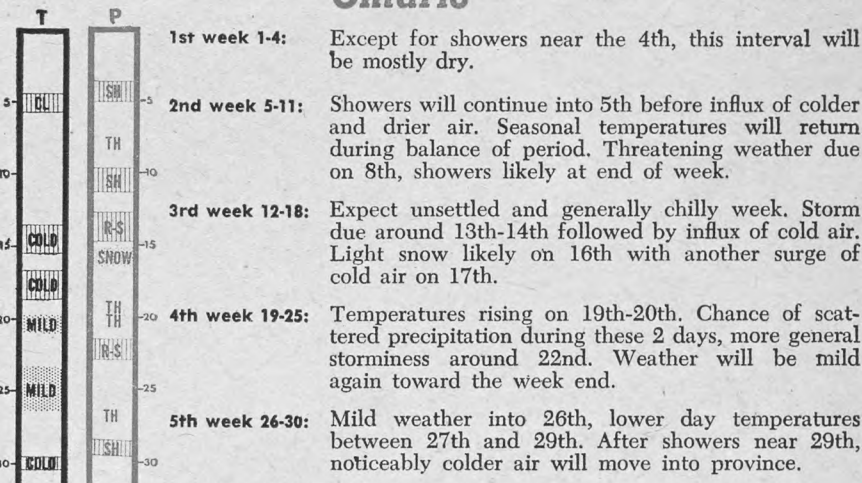 Ontario
T P
1st week 1-4: Except for showers near the 4th, this interval will
be mostly dry.
2nd week 5-11: Showers will continue into 5th before influx of colder
and drier air. Seasonal temperatures will return
during balance of period. Threatening weather due
on 8th, showers likely at end of week.
3rd week 12-18: Expect unsettled and generally chilly week. Storm
due around 13th-14th followed by influx of cold air.
Light snow likely on 16th with another surge of
cold air on 17th.
4th week 19-25: Temperatures rising on 19th-20th. Chance of scat-
tered precipitation during these 2 days, more general
storminess around 22nd. Weather will be mild
again toward the week end.
5th week 26-30: Mild weather into 26th, lower day temperatures
between 27th and 29th. After showers near 29th,
noticeably colder air will move into province.
SH
5 CL 5
TH
10 SH 10
R-S
COLD
15 15
SNOW
COLD
TH
20 MILD TH 20
R-S
25 MILD 25
TH
SH
30 COLD 30